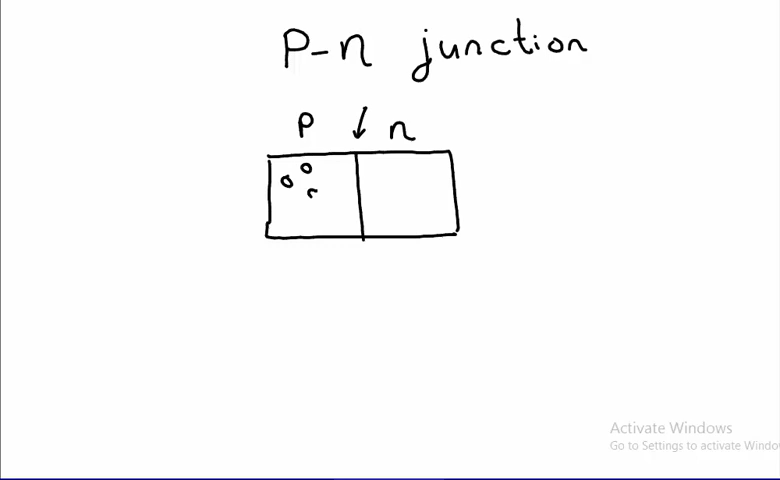 P-n junction
P ↓ n
Activate Windows
Go to Settings to activate Windo